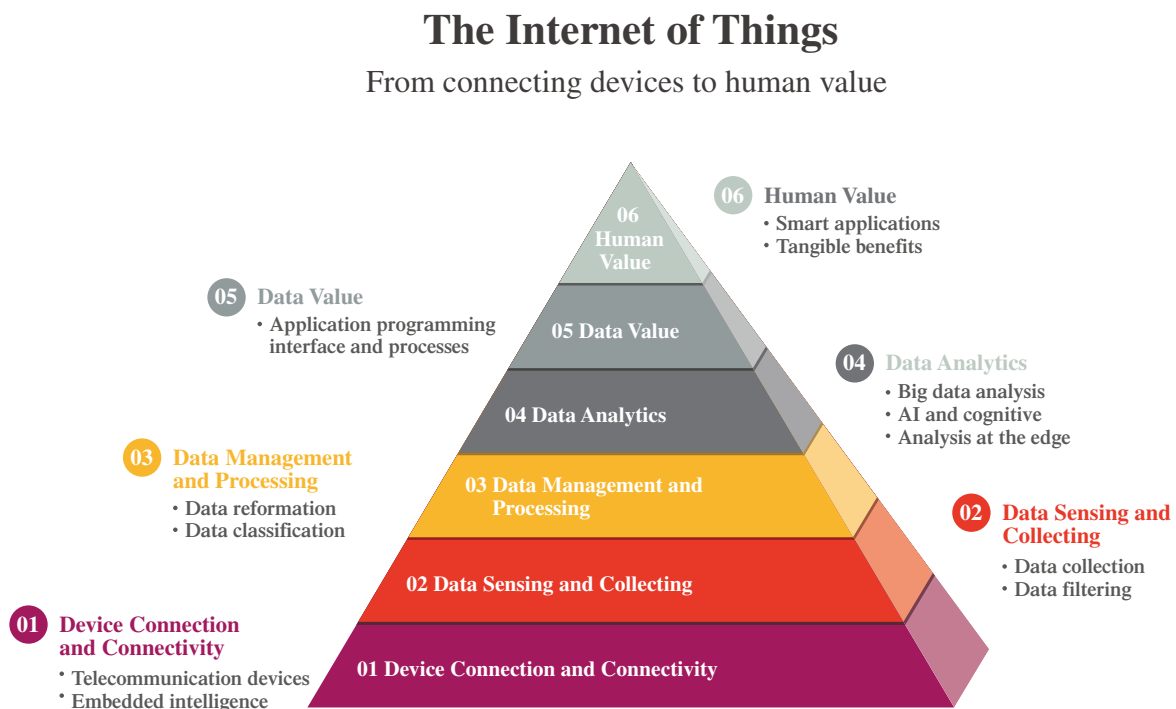 The Internet of Things
From connecting devices to human value
06
Human
Value
05 Data Value
04 Data Analytics
03 Data Management and
Processing
02 Data Sensing and Collecting
01 Device Connection and Connectivity
06 Human Value
• Smart applications
• Tangible benefits
05 Data Value
• Application programming
interface and processes
04 Data Analytics
• Big data analysis
• AI and cognitive
• Analysis at the edge
03 Data Management
and Processing
• Data reformation
• Data classification
02 Data Sensing and
Collecting
• Data collection
• Data filtering
01 Device Connection
and Connectivity
• Telecommunication devices
• Embedded intelligence